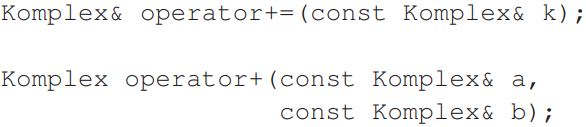 Komplex& operator+=(const Komplex& k);
Komplex operator+(const Komplex& a,
const Komplex& b);